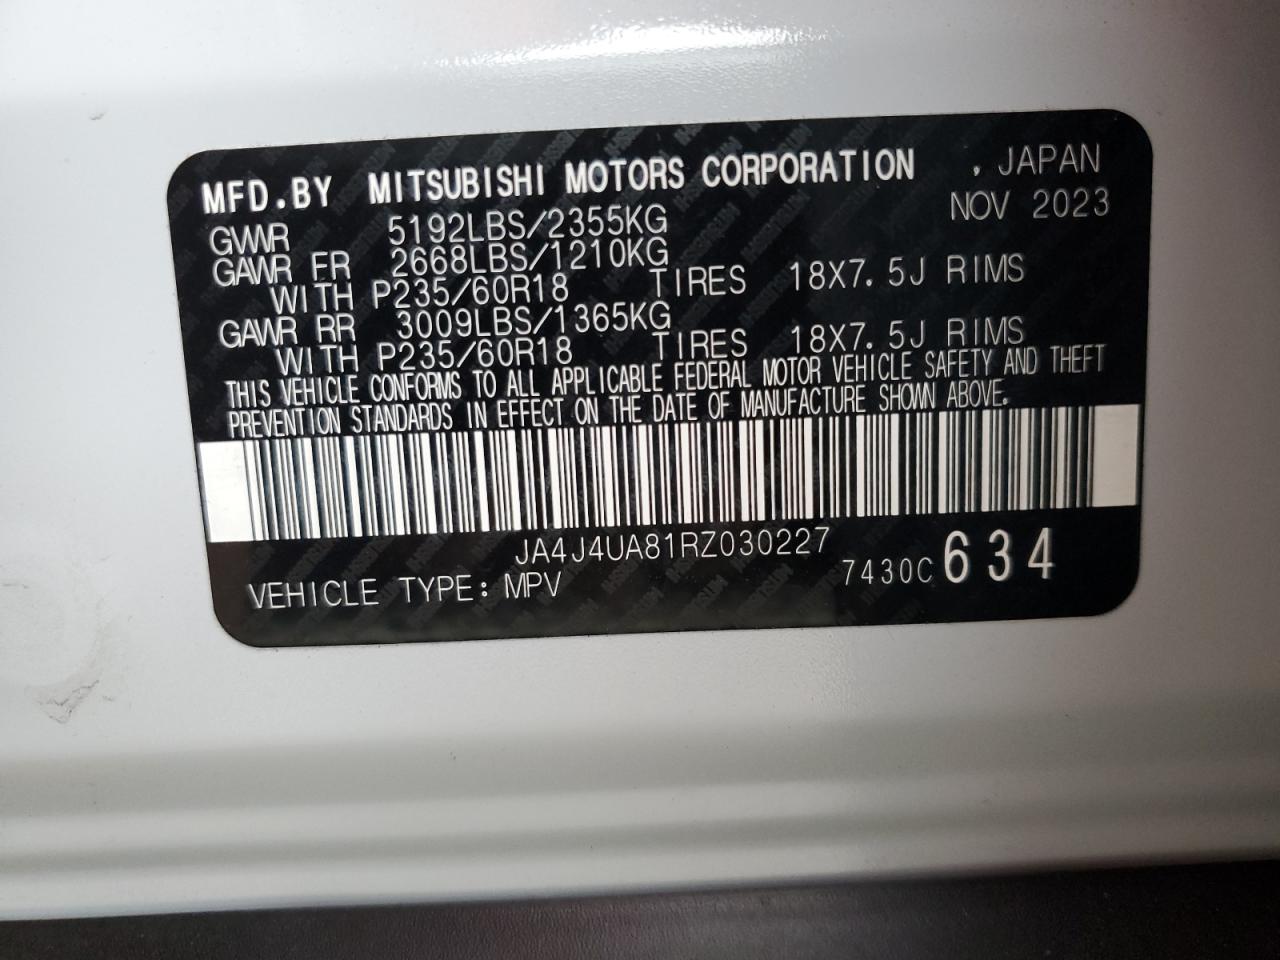 MFD.BY MITSUBISHI MOTORS CORPORATION , JAPAN
NOV 2023
GVWR 5192LBS/2355KG
GAWR FR 2668LBS/1210KG
WITH P235/60R18 TIRES 18X7.5J RIMS
GAWR RR 3009LBS/1365KG
WITH P235/60R18 TIRES 18X7.5J RIMS
THIS VEHICLE CONFORMS TO ALL APPLICABLE FEDERAL MOTOR VEHICLE SAFETY AND THEFT
PREVENTION STANDARDS IN EFFECT ON THE DATE OF MANUFACTURE SHOWN ABOVE.
JA4J4UA81RZ030227
VEHICLE TYPE: MPV 7430C 634